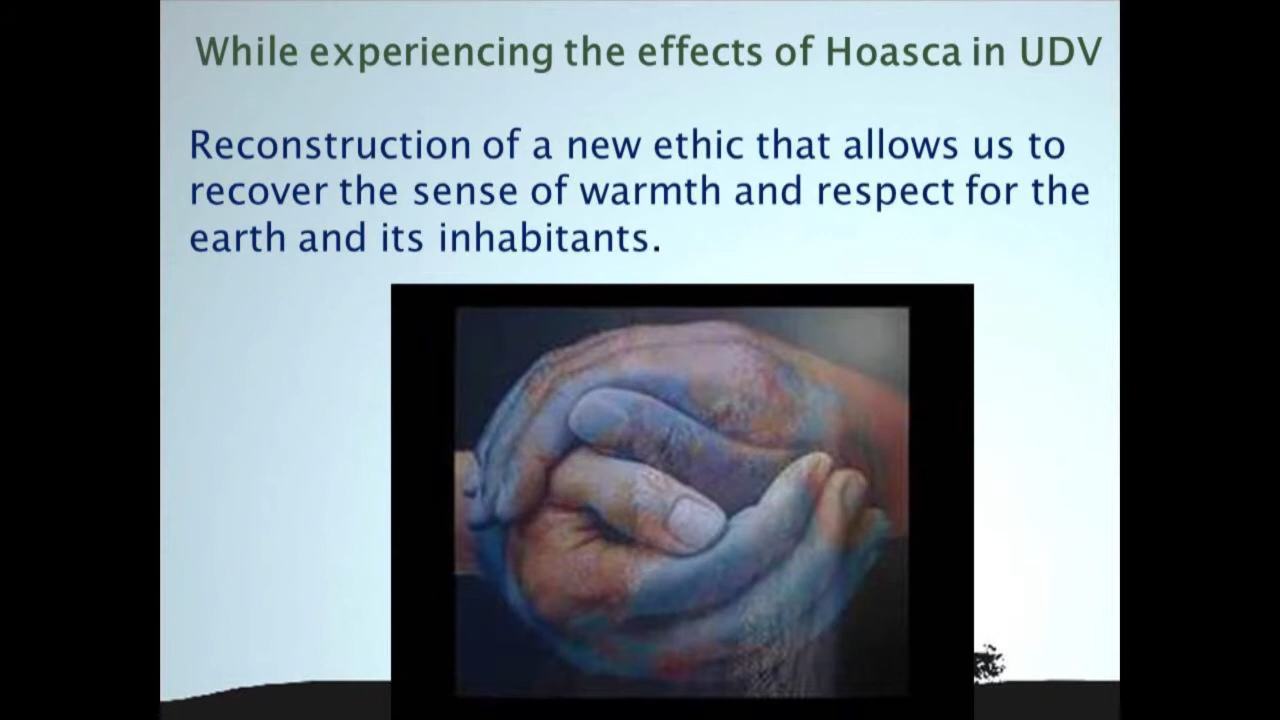 While experiencing the effects of Hoasca in UDV
Reconstruction of a new ethic that allows us to
recover the sense of warmth and respect for the
earth and its inhabitants.